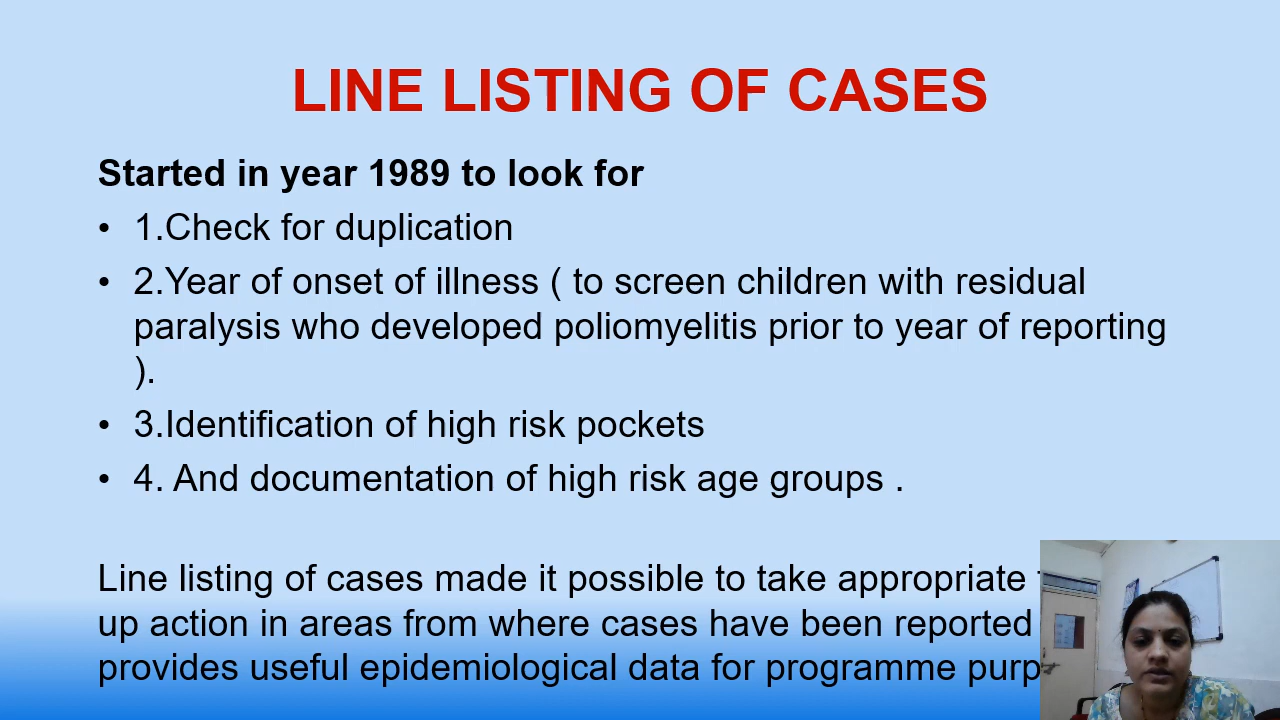 LINE LISTING OF CASES
Started in year 1989 to look for
• 1.Check for duplication
• 2.Year of onset of illness ( to screen children with residual
paralysis who developed poliomyelitis prior to year of reporting
).
• 3.Identification of high risk pockets
• 4. And documentation of high risk age groups .
Line listing of cases made it possible to take appropriate
up action in areas from where cases have been reported
provides useful epidemiological data for programme